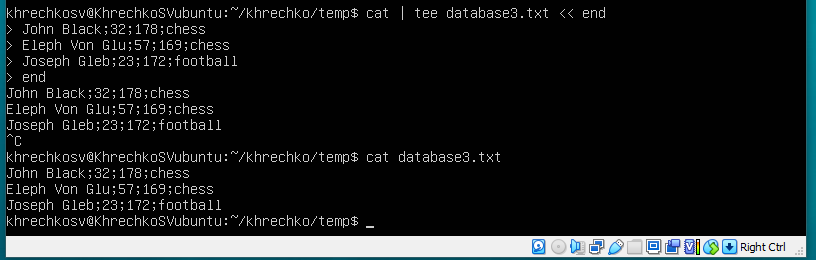 khrechkosv@KhrechkoSVubuntu:~/khrechko/temp$ cat | tee database3.txt << end
> John Black;32;178;chess
> Eleph Von Glu;57;169;chess
> Joseph Gleb;23;172;football
> end
John Black;32;178;chess
Eleph Von Glu;57;169;chess
Joseph Gleb;23;172;football
^C
khrechkosv@KhrechkoSVubuntu:~/khrechko/temp$ cat database3.txt
John Black;32;178;chess
Eleph Von Glu;57;169;chess
Joseph Gleb;23;172;football
khrechkosv@KhrechkoSVubuntu:~/khrechko/temp$ _
Right Ctrl